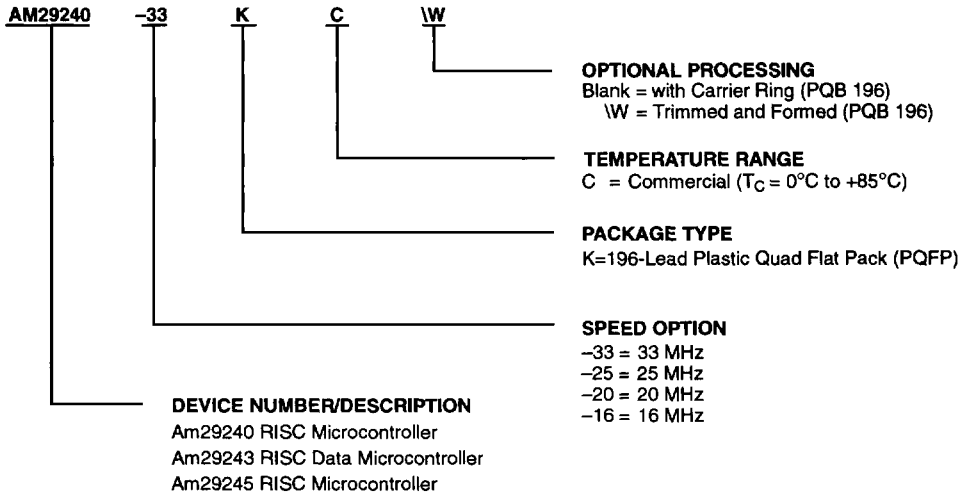 AM29240 –33 K C \W
OPTIONAL PROCESSING
Blank = with Carrier Ring (PQB 196)
\W = Trimmed and Formed (PQB 196)
TEMPERATURE RANGE
C = Commercial (TC = 0°C to +85°C)
PACKAGE TYPE
K=196-Lead Plastic Quad Flat Pack (PQFP)
SPEED OPTION
–33 = 33 MHz
–25 = 25 MHz
–20 = 20 MHz
–16 = 16 MHz
DEVICE NUMBER/DESCRIPTION
Am29240 RISC Microcontroller
Am29243 RISC Data Microcontroller
Am29245 RISC Microcontroller